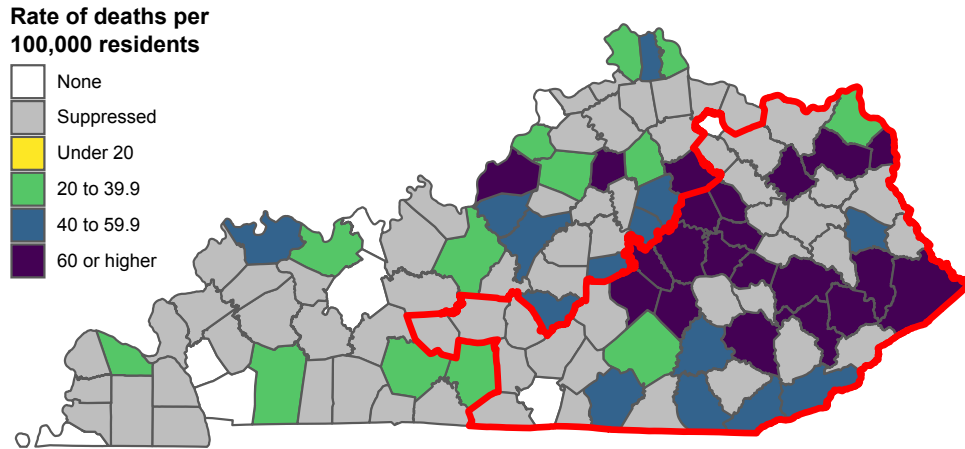 Rate of deaths per
100,000 residents
None
Suppressed
Under 20
20 to 39.9
40 to 59.9
60 or higher